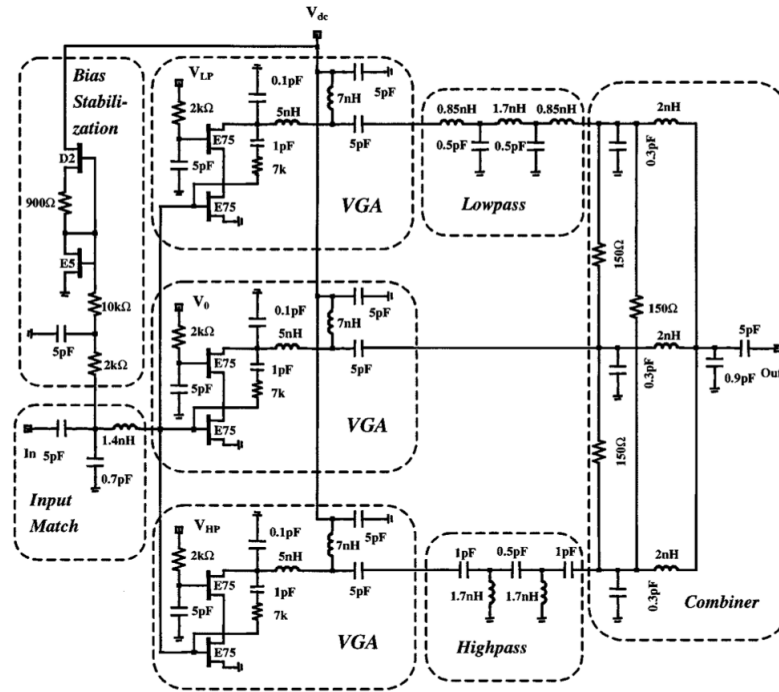 V_dc
Bias
Stabili-
zation
D2
900Ω
E5
10kΩ
5pF
2kΩ
In
5pF
1.4nH
0.7pF
Input
Match
V_LP
2kΩ
E75
5pF
E75
0.1pF
5nH
1pF
7k
7nH
5pF
5pF
VGA
V_0
2kΩ
E75
5pF
E75
0.1pF
5nH
1pF
7k
7nH
5pF
5pF
VGA
V_HP
2kΩ
E75
5pF
E75
0.1pF
5nH
1pF
7k
7nH
5pF
5pF
VGA
0.85nH 1.7nH 0.85nH
0.5pF 0.5pF
Lowpass
1pF 0.5pF 1pF
1.7nH 1.7nH
Highpass
2nH
0.3pF
150Ω
150Ω
2nH
0.3pF
5pF
Out
0.9pF
150Ω
2nH
0.3pF
Combiner